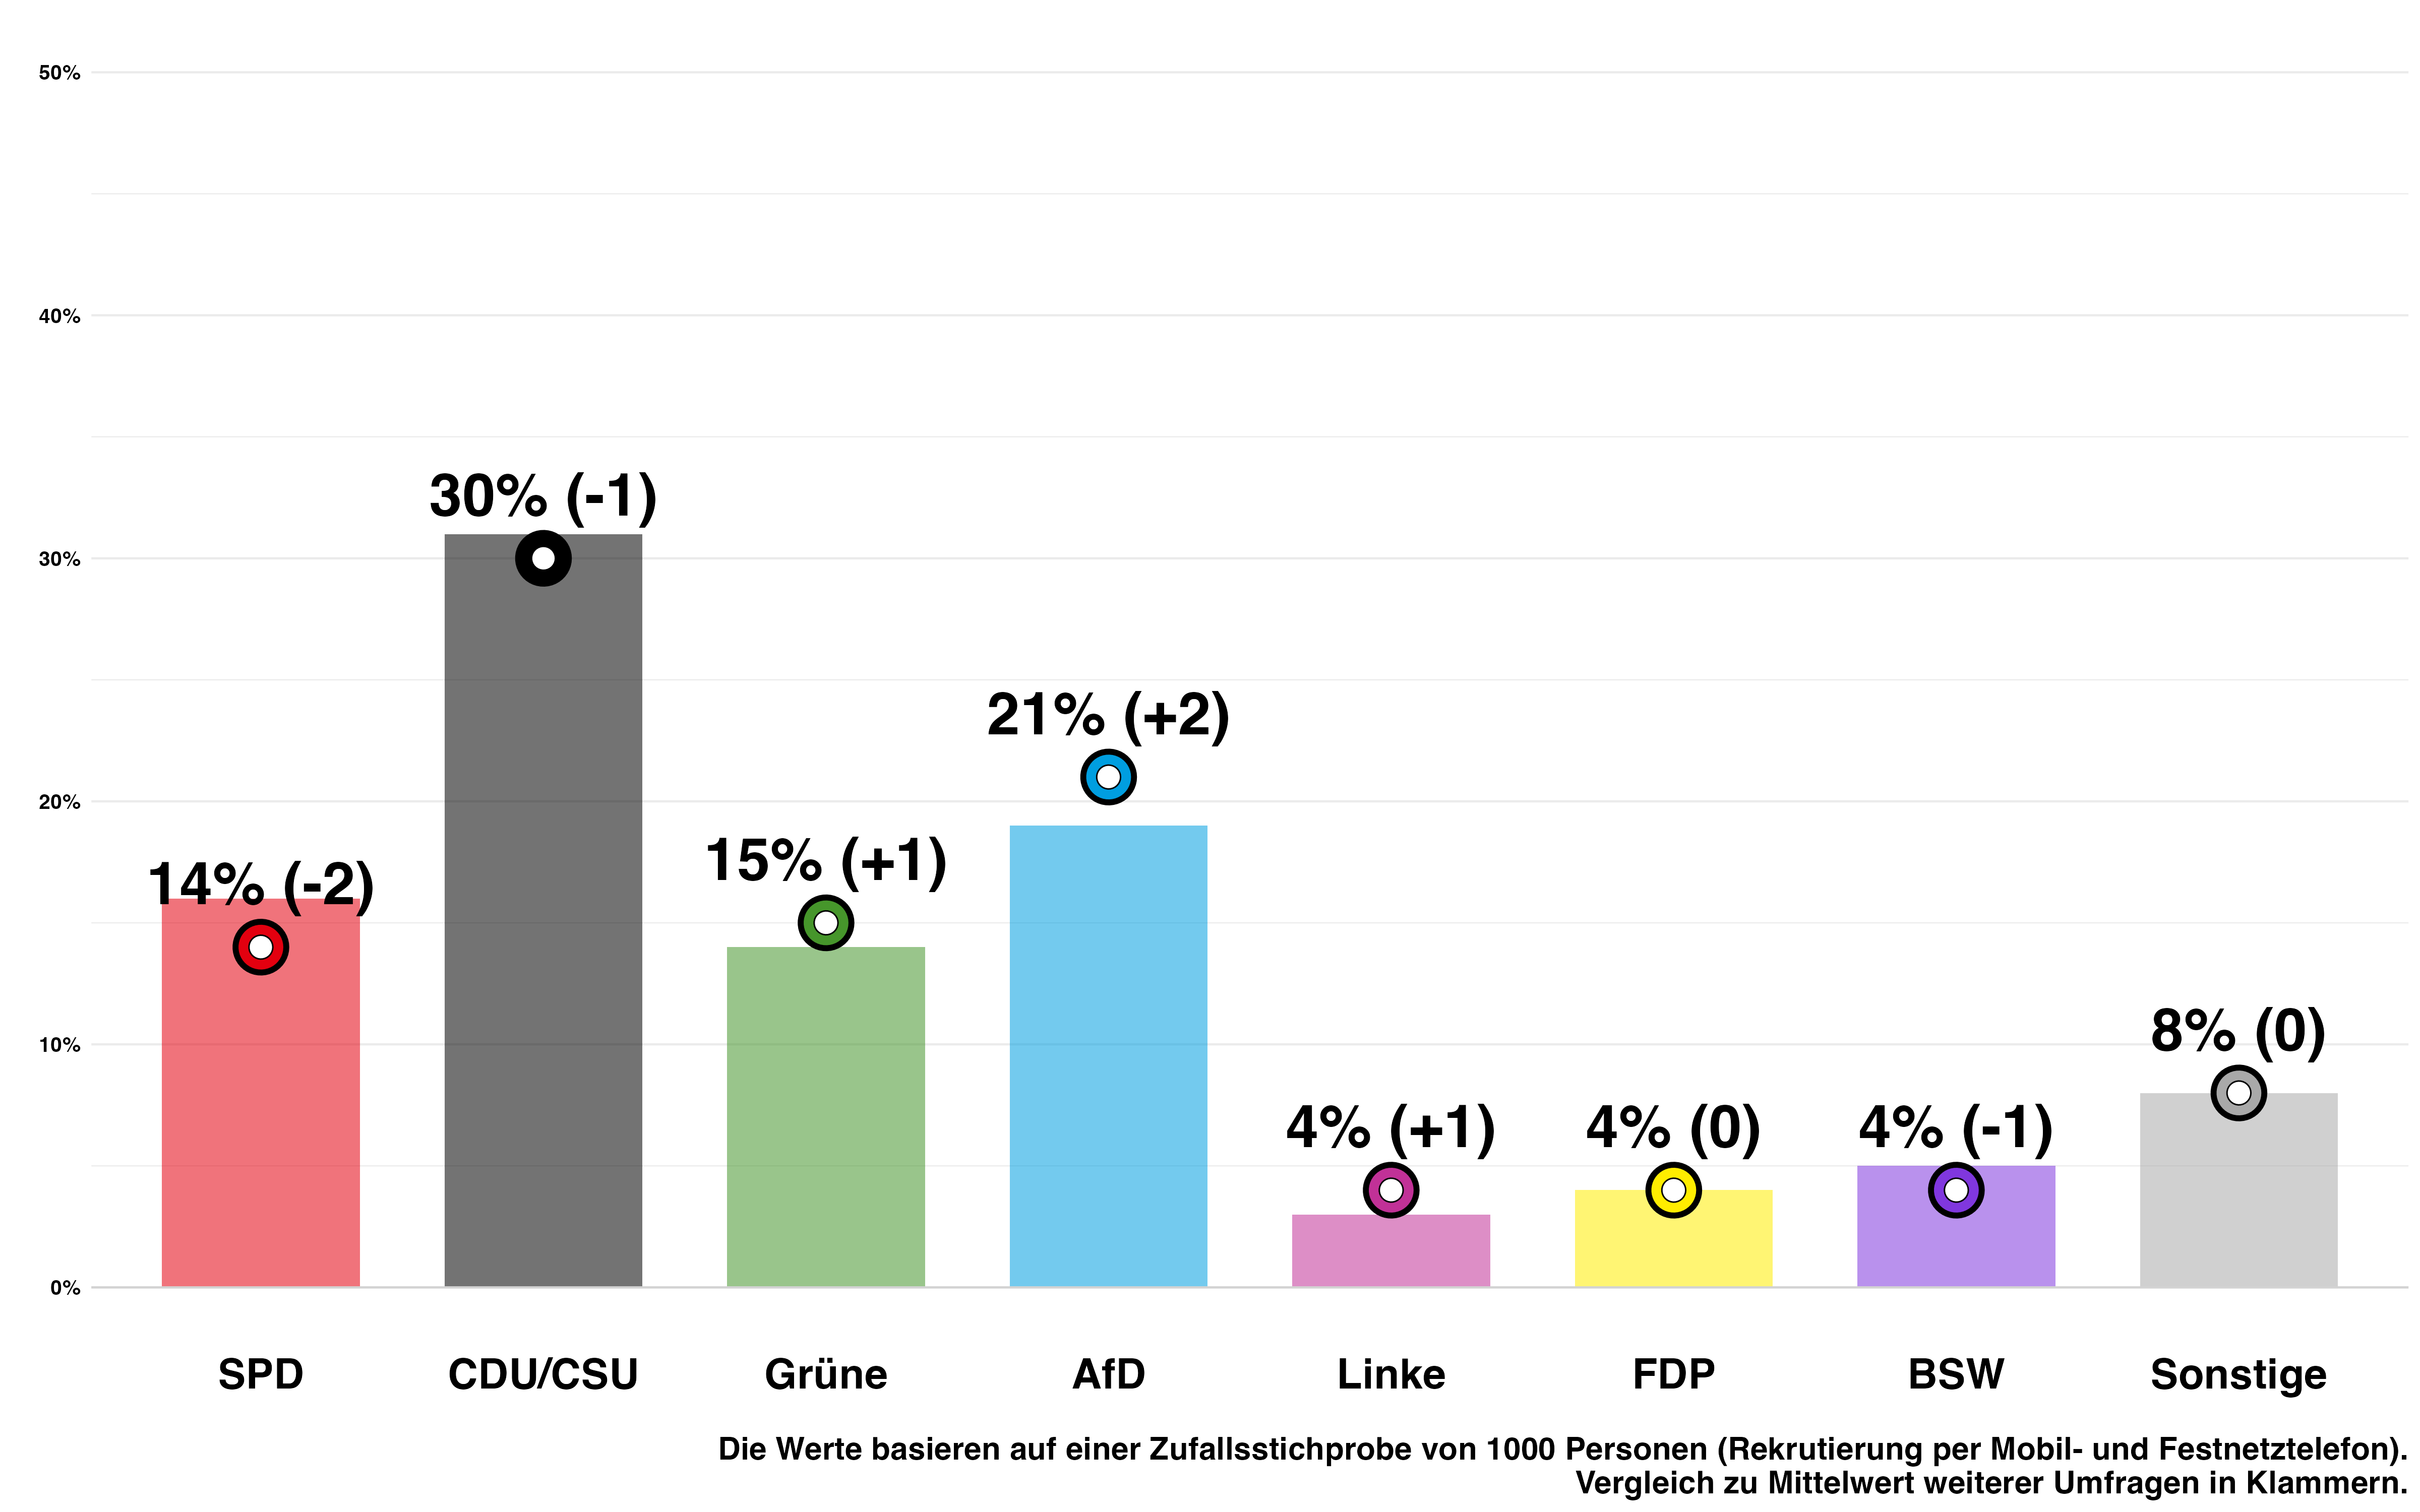 50%
40%
30%
20%
10%
0%
14% (-2)
30% (-1)
15% (+1)
21% (+2)
4% (+1)
4% (0)
4% (-1)
8% (0)
SPD
CDU/CSU
Grüne
AfD
Linke
FDP
BSW
Sonstige
Die Werte basieren auf einer Zufallsstichprobe von 1000 Personen (Rekrutierung per Mobil- und Festnetztelefon).
Vergleich zu Mittelwert weiterer Umfragen in Klammern.